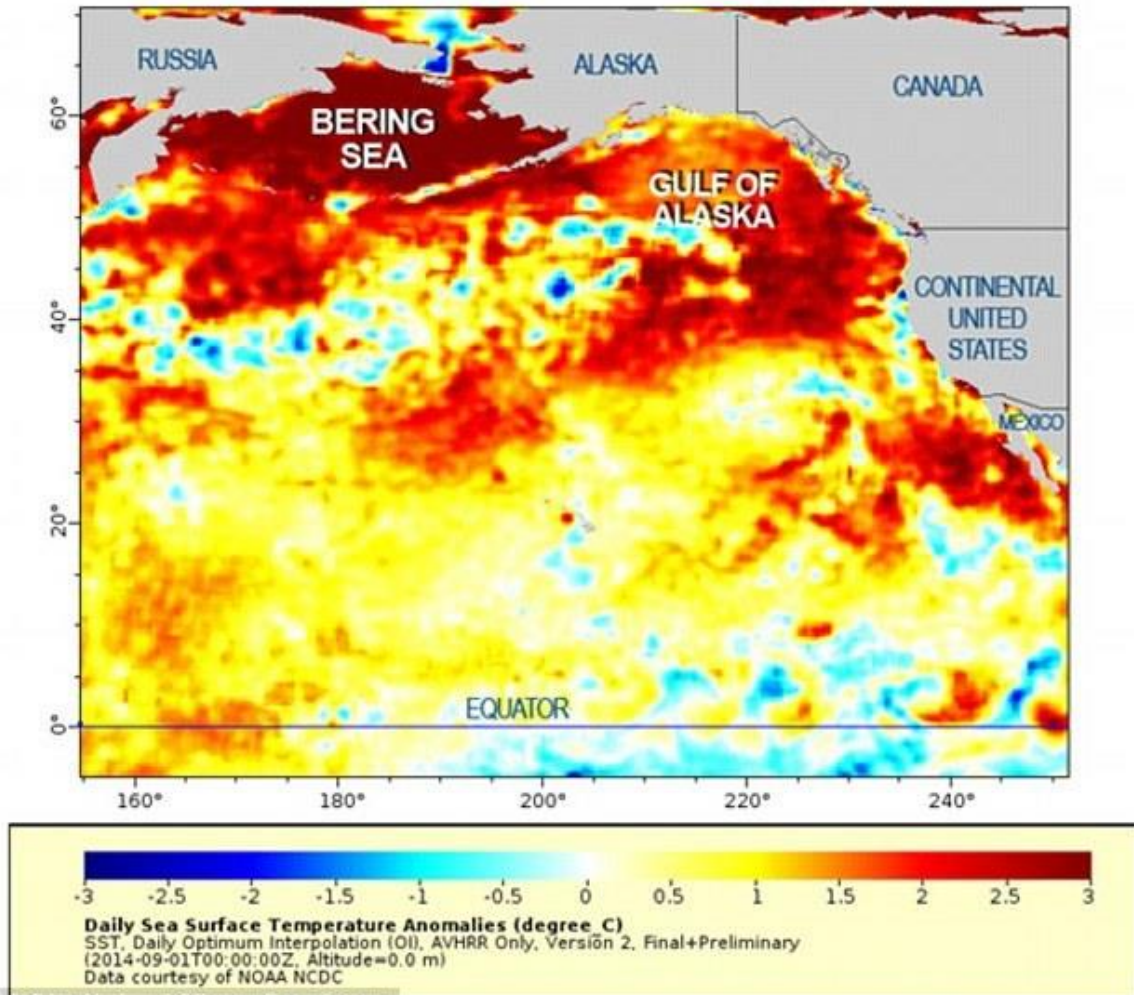 RUSSIA
ALASKA
CANADA
60°
BERING
SEA
GULF OF
ALASKA
CONTINENTAL
UNITED
STATES
40°
MEXICO
20°
EQUATOR
0°
160° 180° 200° 220° 240°
-3 -2.5 -2 -1.5 -1 -0.5 0 0.5 1 1.5 2 2.5 3
Daily Sea Surface Temperature Anomalies (degree_C)
SST, Daily Optimum Interpolation (OI), AVHRR Only, Version 2, Final+Preliminary
(2014-09-01T00:00:00Z, Altitude=0.0 m)
Data courtesy of NOAA NCDC